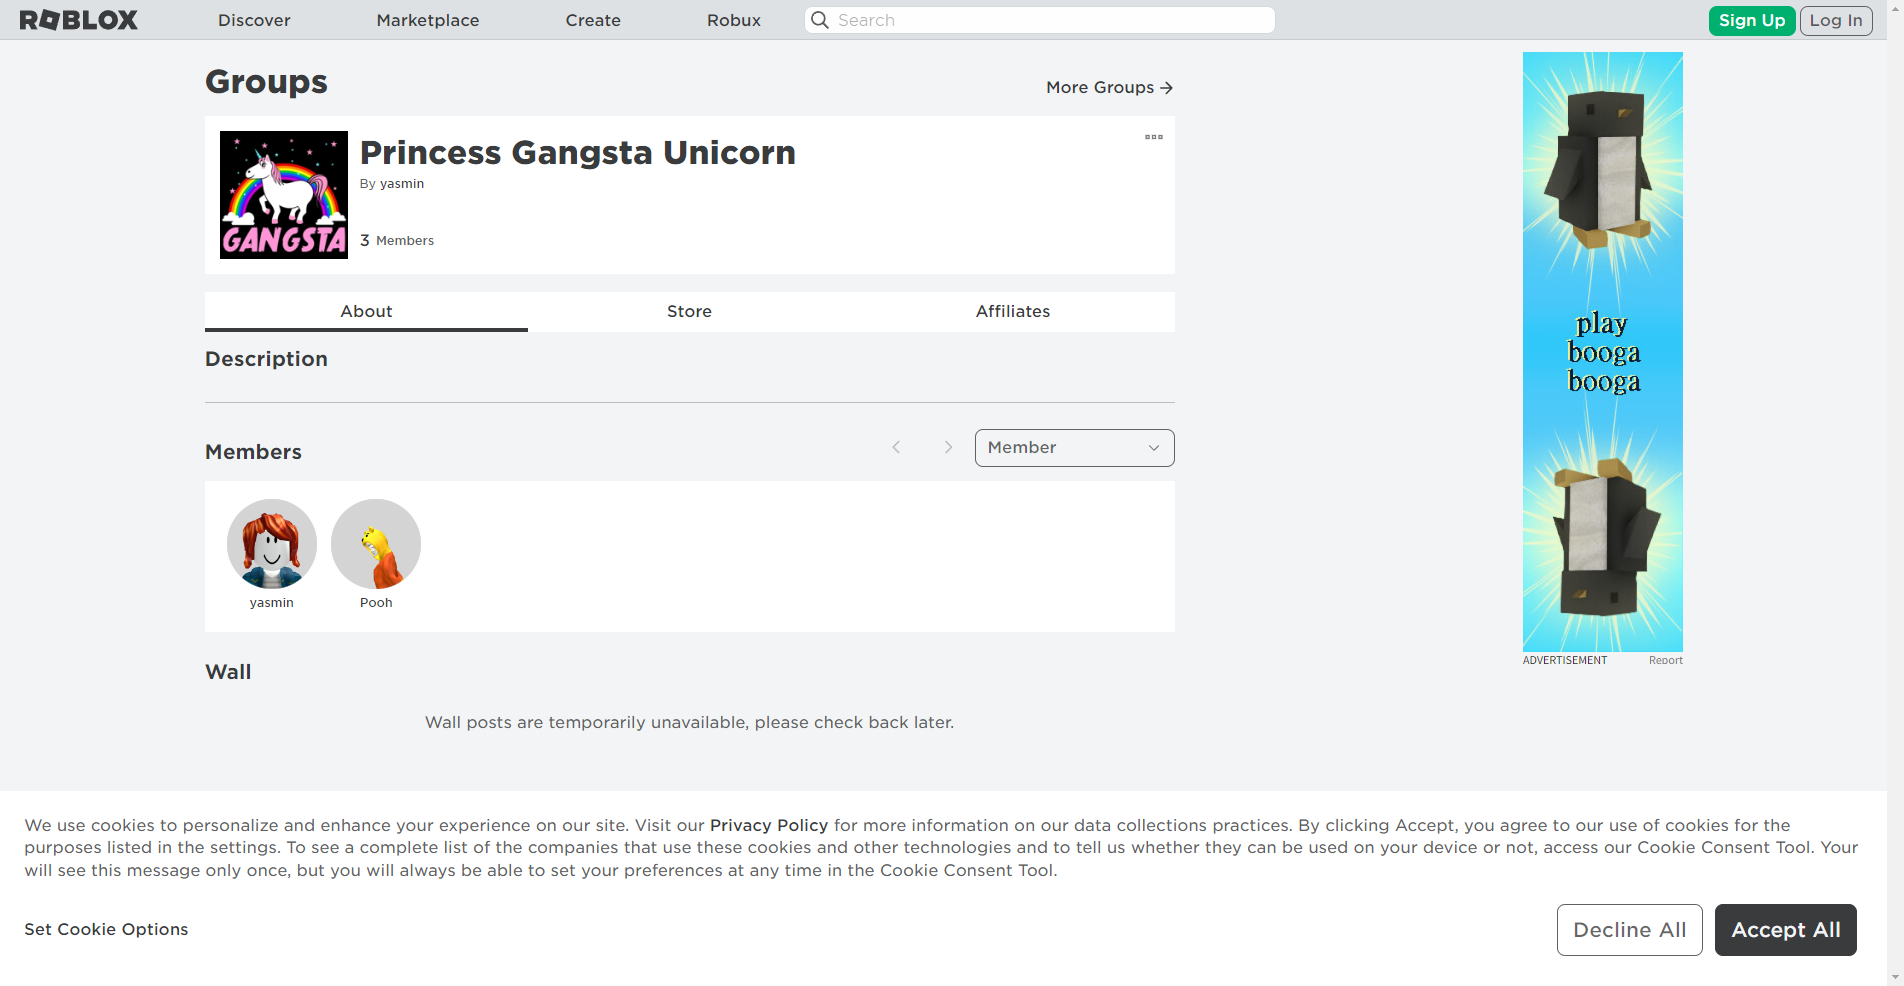 ROBLOX
Discover
Marketplace
Create
Robux
Search
Sign Up
Log In
Groups
More Groups →
GANGSTA
Princess Gangsta Unicorn
By yasmin
3 Members
About
Store
Affiliates
Description
Members
Member
yasmin
Pooh
Wall
Wall posts are temporarily unavailable, please check back later.
play
booga
booga
ADVERTISEMENT
Report
We use cookies to personalize and enhance your experience on our site. Visit our Privacy Policy for more information on our data collections practices. By clicking Accept, you agree to our use of cookies for the
purposes listed in the settings. To see a complete list of the companies that use these cookies and other technologies and to tell us whether they can be used on your device or not, access our Cookie Consent Tool. Your
will see this message only once, but you will always be able to set your preferences at any time in the Cookie Consent Tool.
Set Cookie Options
Decline All
Accept All